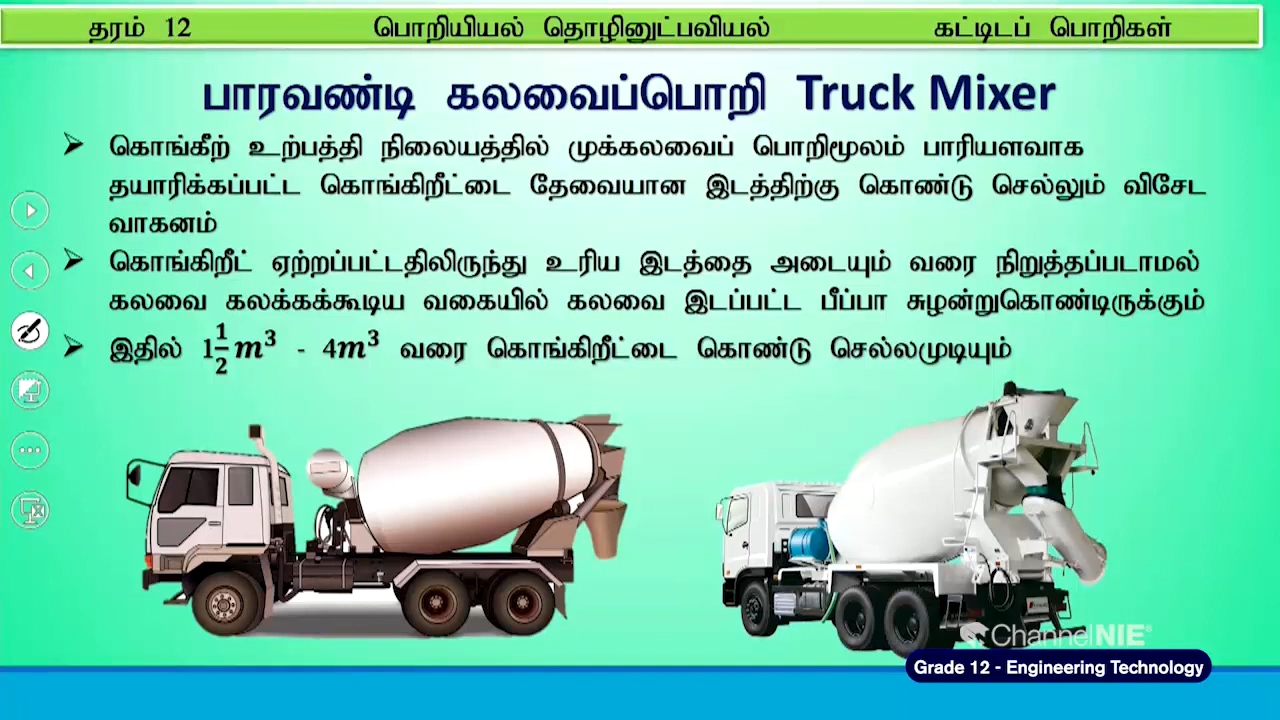 தரம் 12 பொறியியல் தொழினுட்பவியல் கட்டிடப் பொறிகள்
பாரவண்டி கலவைப்பொறி Truck Mixer
➤ கொங்கீற் உற்பத்தி நிலையத்தில் முக்கலவைப் பொறிமூலம் பாரியளவாக
தயாரிக்கப்பட்ட கொங்கிறீட்டை தேவையான இடத்திற்கு கொண்டு செல்லும் விசேட
வாகனம்
➤ கொங்கிறீட் ஏற்றப்பட்டதிலிருந்து உரிய இடத்தை அடையும் வரை நிறுத்தப்படாமல்
கலவை கலக்கக்கூடிய வகையில் கலவை இடப்பட்ட பீப்பா சுழன்றுகொண்டிருக்கும்
➤ இதில் 1½m³ - 4m³ வரை கொங்கிறீட்டை கொண்டு செல்லமுடியும்
ChannelNIE
Grade 12 - Engineering Technology